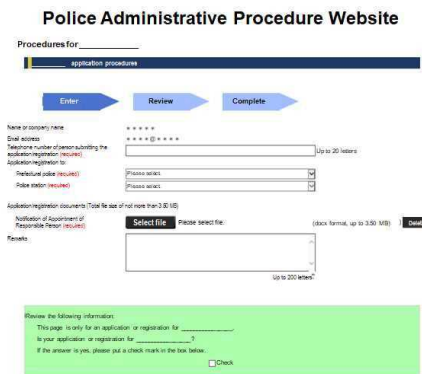 Police Administrative Procedure Website
Procedures for____________
________ application procedures
Enter Review Complete
Name or company name *****
Email address ****@****
Telephone number of person submitting the
application/registration (required) Up to 20 letters
Application/registration to:
Prefectural police (required) Please select.
Police station (required) Please select.
Application/registration documents (Total file size of not more than 3.50 MB)
Notification of Appointment of
Responsible Person (required) Select file Please select file. (docx format, up to 3.50 MB)
Remarks
Up to 200 letters
Review the following information:
This page is only for an application or registration for ____________.
Is your application or registration for ____________?
If the answer is yes, please put a check mark in the box below.
Check